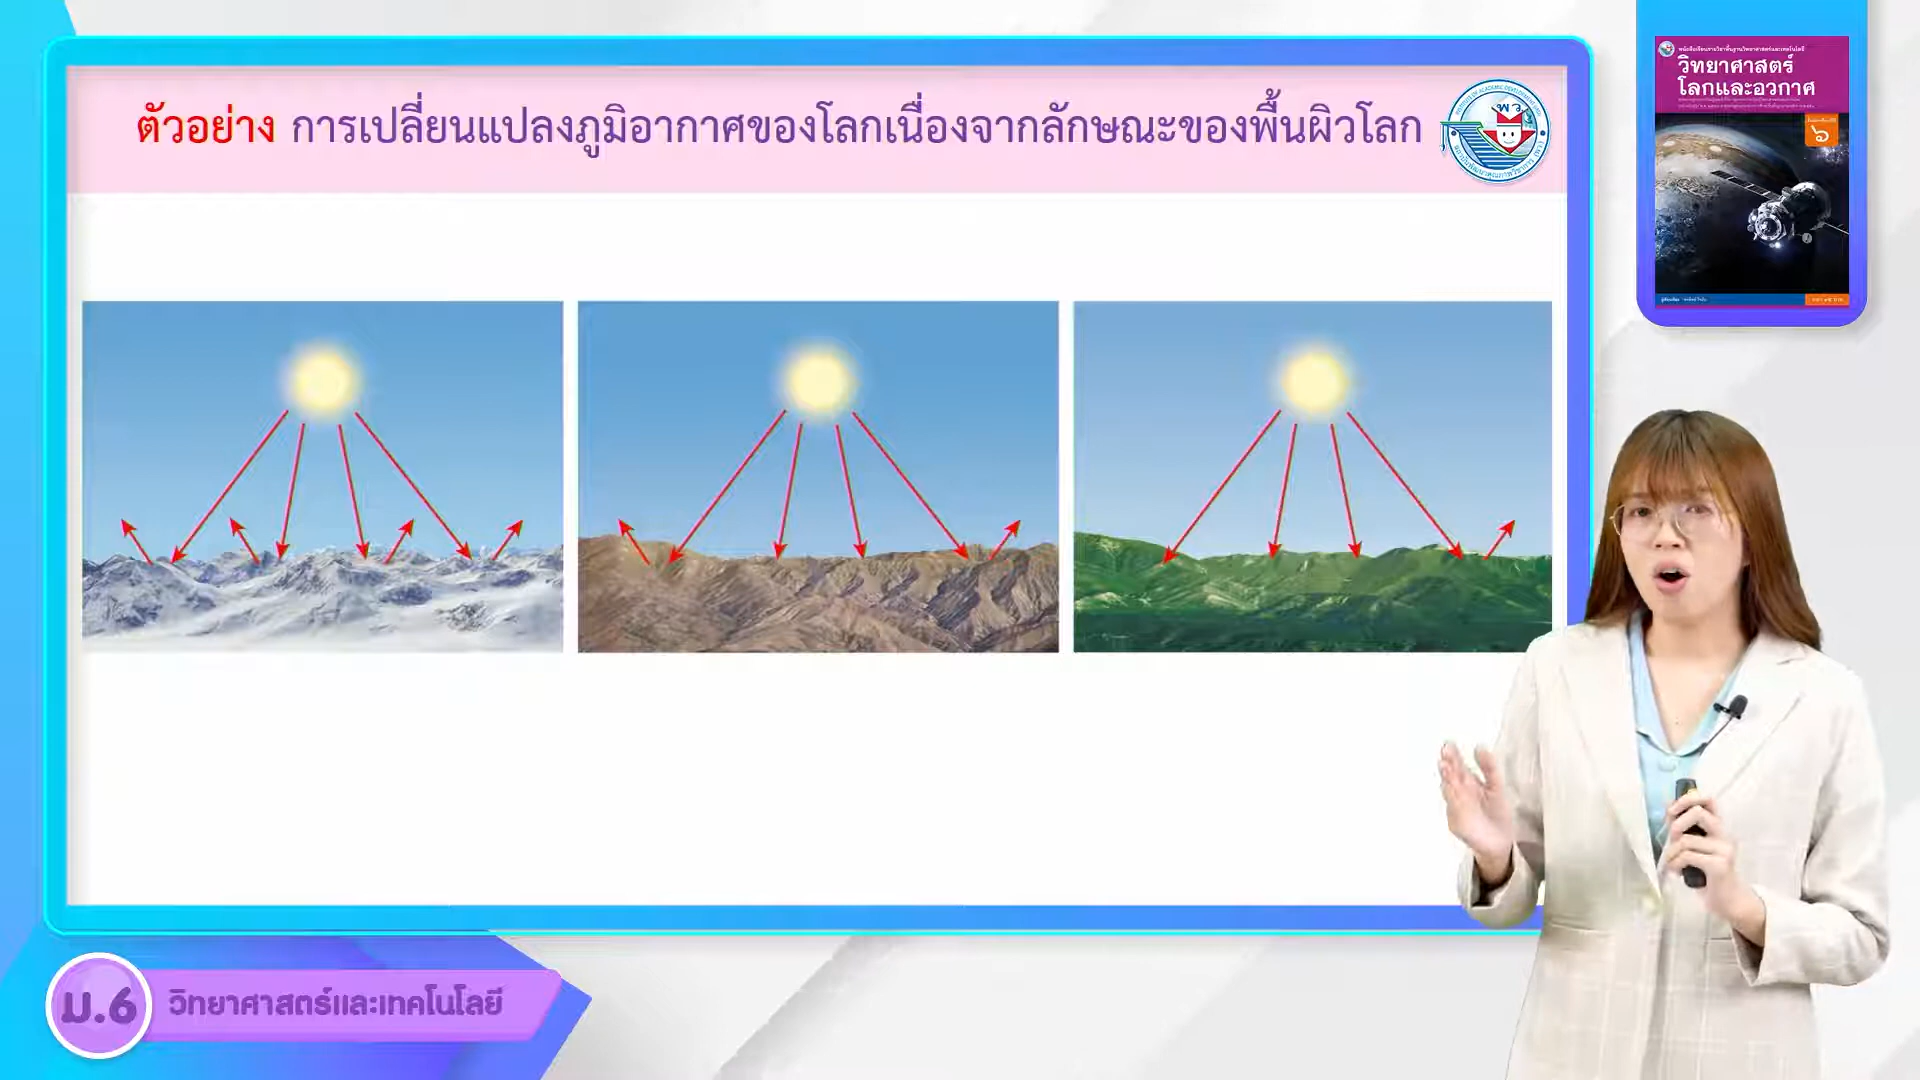 ตัวอย่าง การเปลี่ยนแปลงภูมิอากาศของโลกเนื่องจากลักษณะของพื้นผิวโลก
พว.
วิทยาศาสตร์
โลกและอวกาศ
๖
ม.6 วิทยาศาสตร์และเทคโนโลยี